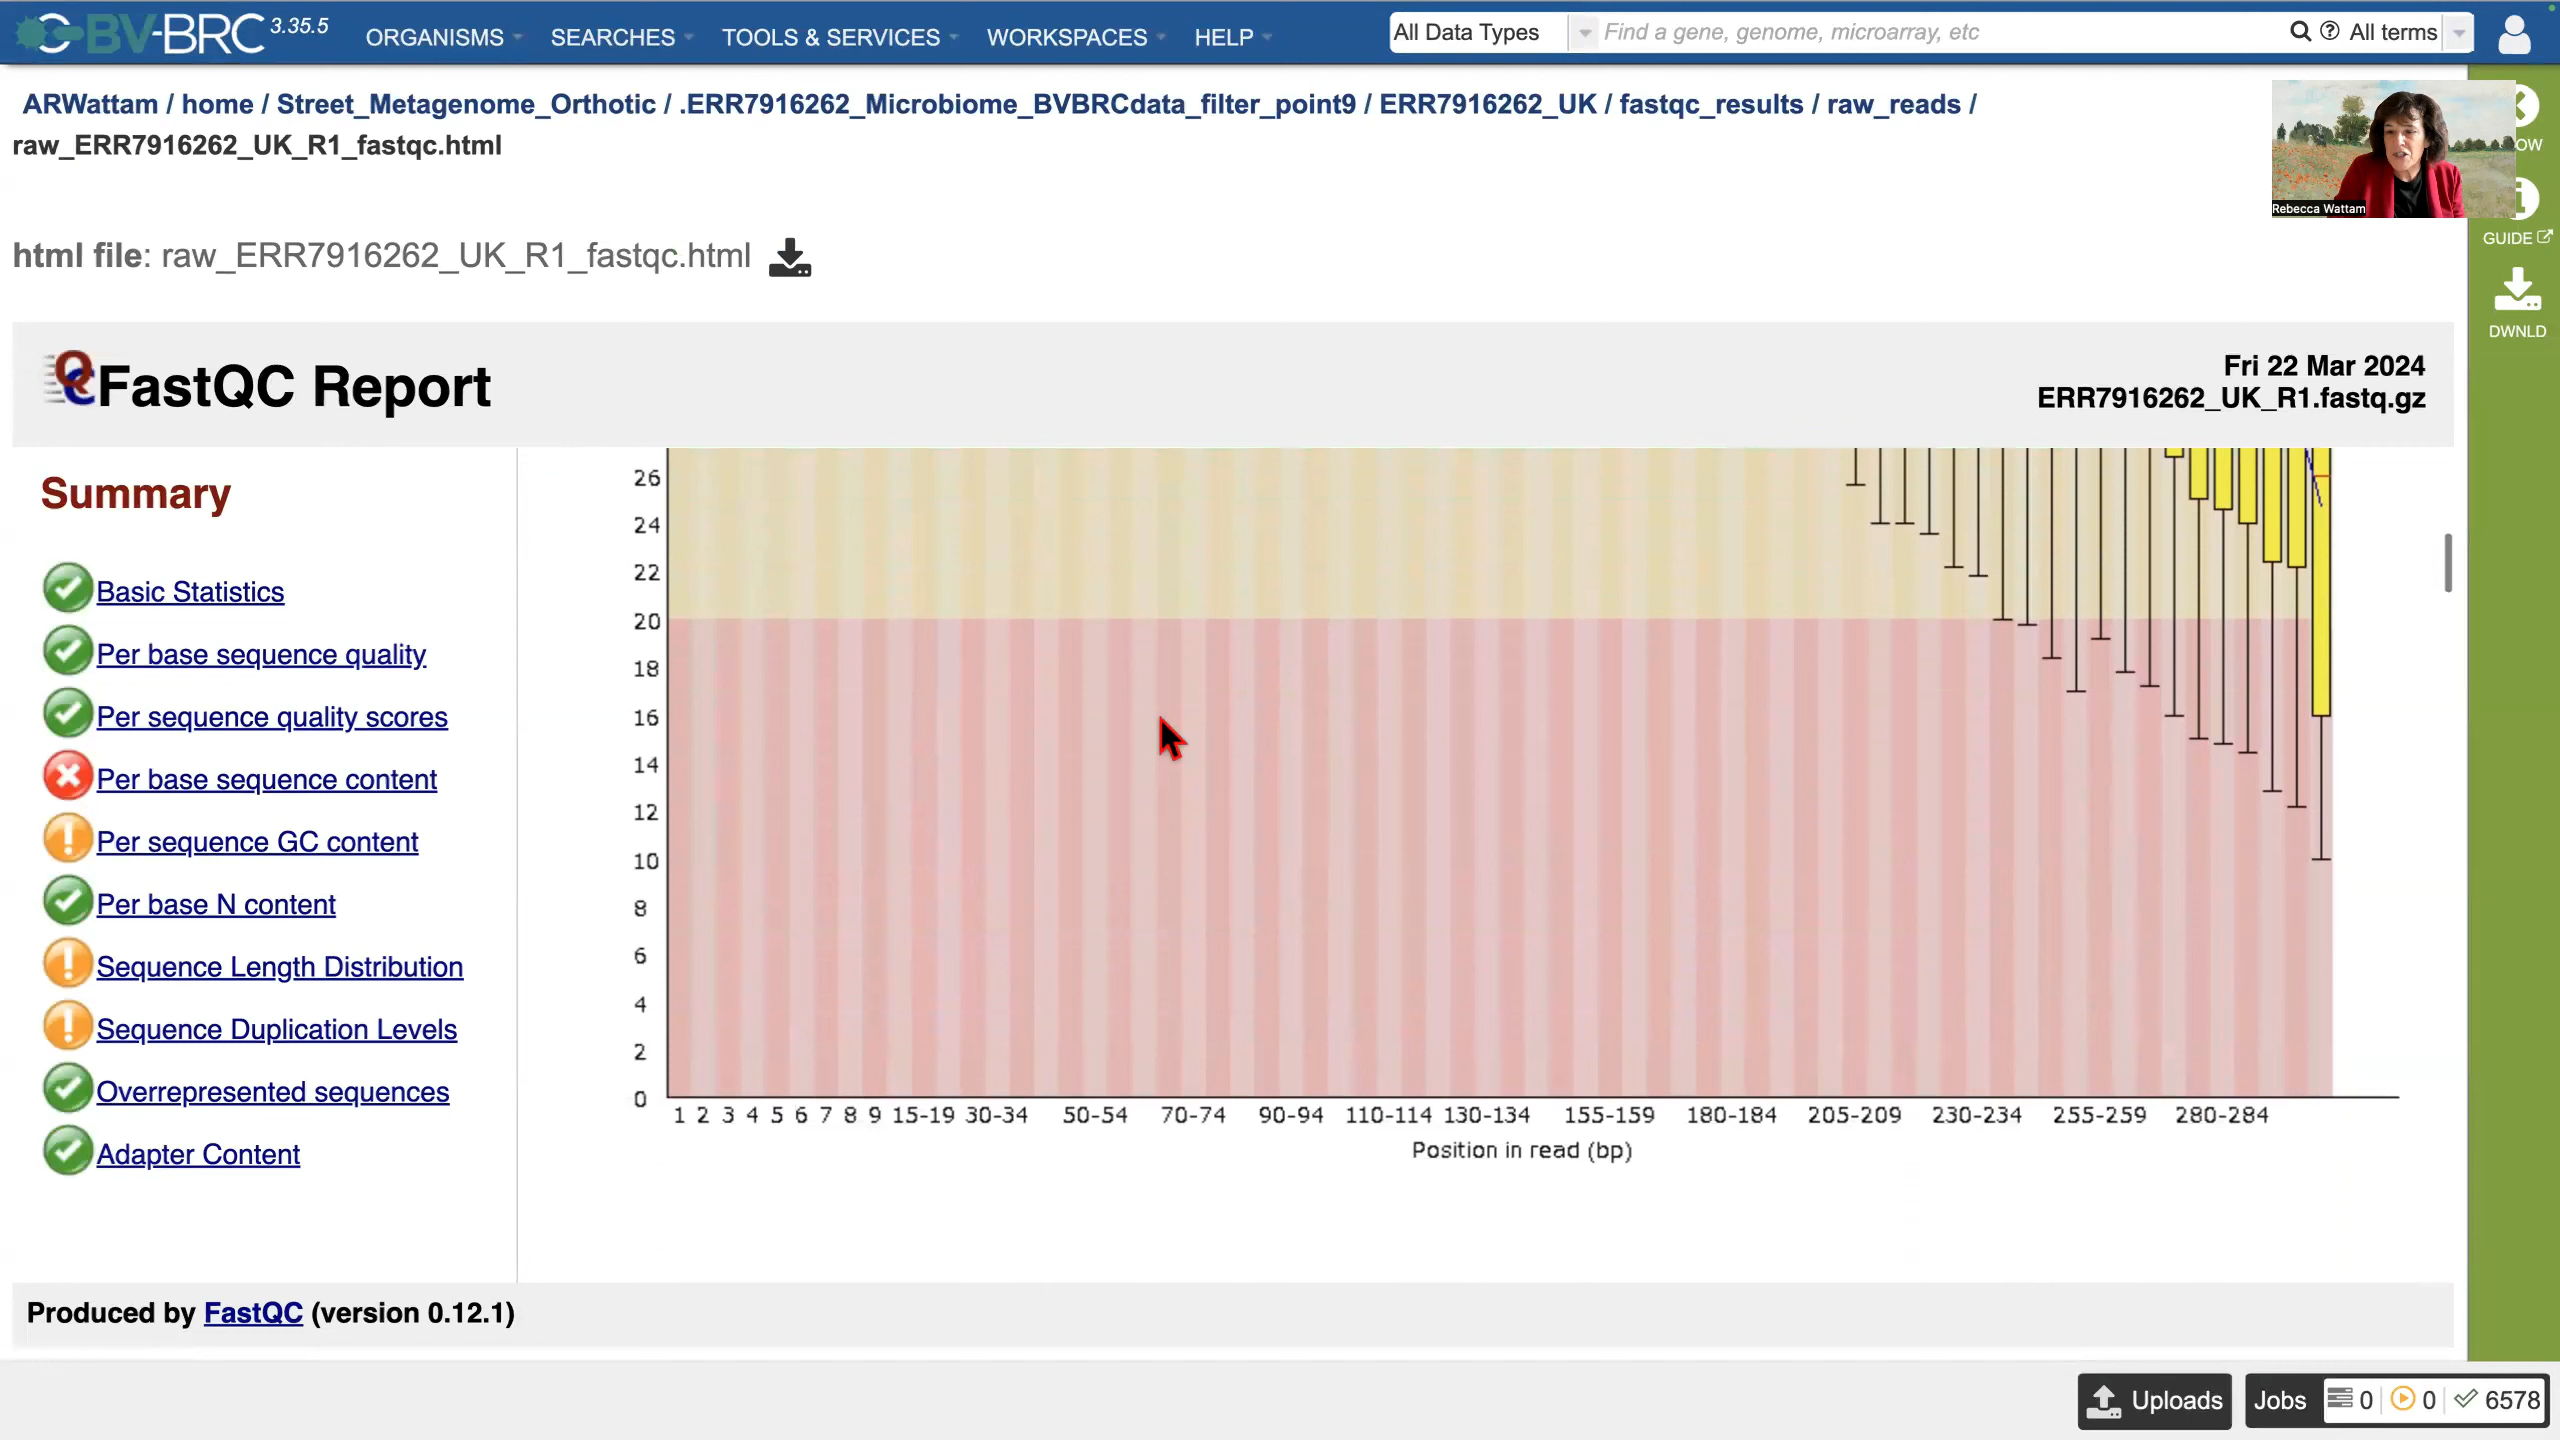 BV-BRC 3.35.5 ORGANISMS SEARCHES TOOLS & SERVICES WORKSPACES HELP All Data Types Find a gene, genome, microarray, etc All terms
ARWattam / home / Street_Metagenome_Orthotic / .ERR7916262_Microbiome_BVBRCdata_filter_point9 / ERR7916262_UK / fastqc_results / raw_reads /
raw_ERR7916262_UK_R1_fastqc.html
OW
Rebecca Wattam
GUIDE
html file: raw_ERR7916262_UK_R1_fastqc.html
DWNLD
FastQC Report
Fri 22 Mar 2024
ERR7916262_UK_R1.fastq.gz
Summary
Basic Statistics
Per base sequence quality
Per sequence quality scores
Per base sequence content
Per sequence GC content
Per base N content
Sequence Length Distribution
Sequence Duplication Levels
Overrepresented sequences
Adapter Content
26
24
22
20
18
16
14
12
10
8
6
4
2
0
1 2 3 4 5 6 7 8 9 15-19 30-34 50-54 70-74 90-94 110-114 130-134 155-159 180-184 205-209 230-234 255-259 280-284
Position in read (bp)
Produced by FastQC (version 0.12.1)
Uploads Jobs 0 0 6578